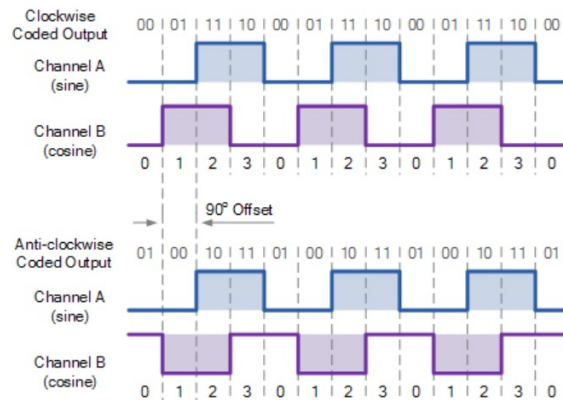 Clockwise
Coded Output
00 01 11 10 00 01 11 10 00 01 11 10 00
Channel A
(sine)
Channel B
(cosine)
0 1 2 3 0 1 2 3 0 1 2 3 0
90° Offset
Anti-clockwise
Coded Output
01 00 10 11 01 00 10 11 01 00 10 11 01
Channel A
(sine)
Channel B
(cosine)
0 1 2 3 0 1 2 3 0 1 2 3 0